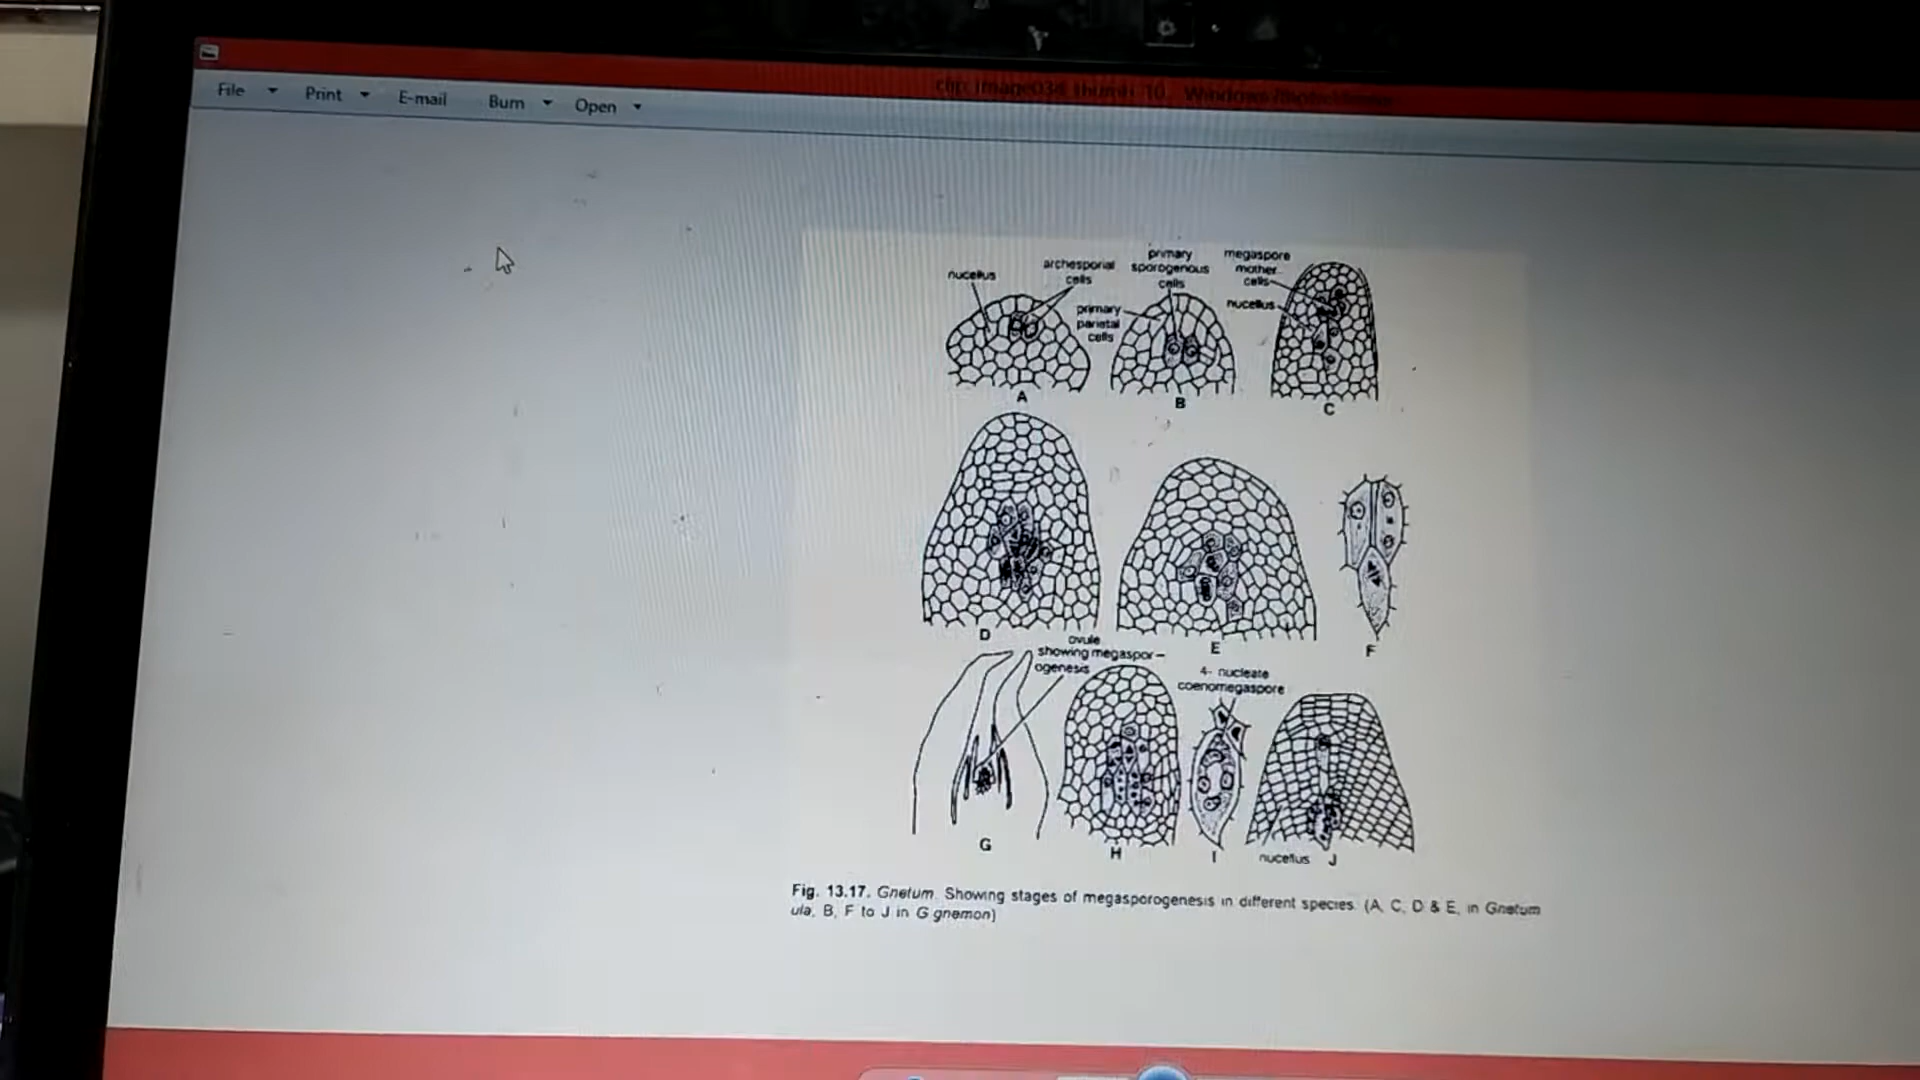 File Print E-mail Burn Open
nucellus
archesporial
cells
primary
sporogenous
cells
megaspore
mother
cells
nucellus
primary
parietal
cells
A
B
C
D
E
F
ovule
showing megaspor-
ogenesis
4- nucleate
coenomegaspore
G
H
I
nucellus
J
Fig. 13.17. Gnetum. Showing stages of megasporogenesis in different species. (A, C, D & E, in Gnetum
ula, B, F to J in G gnemon)